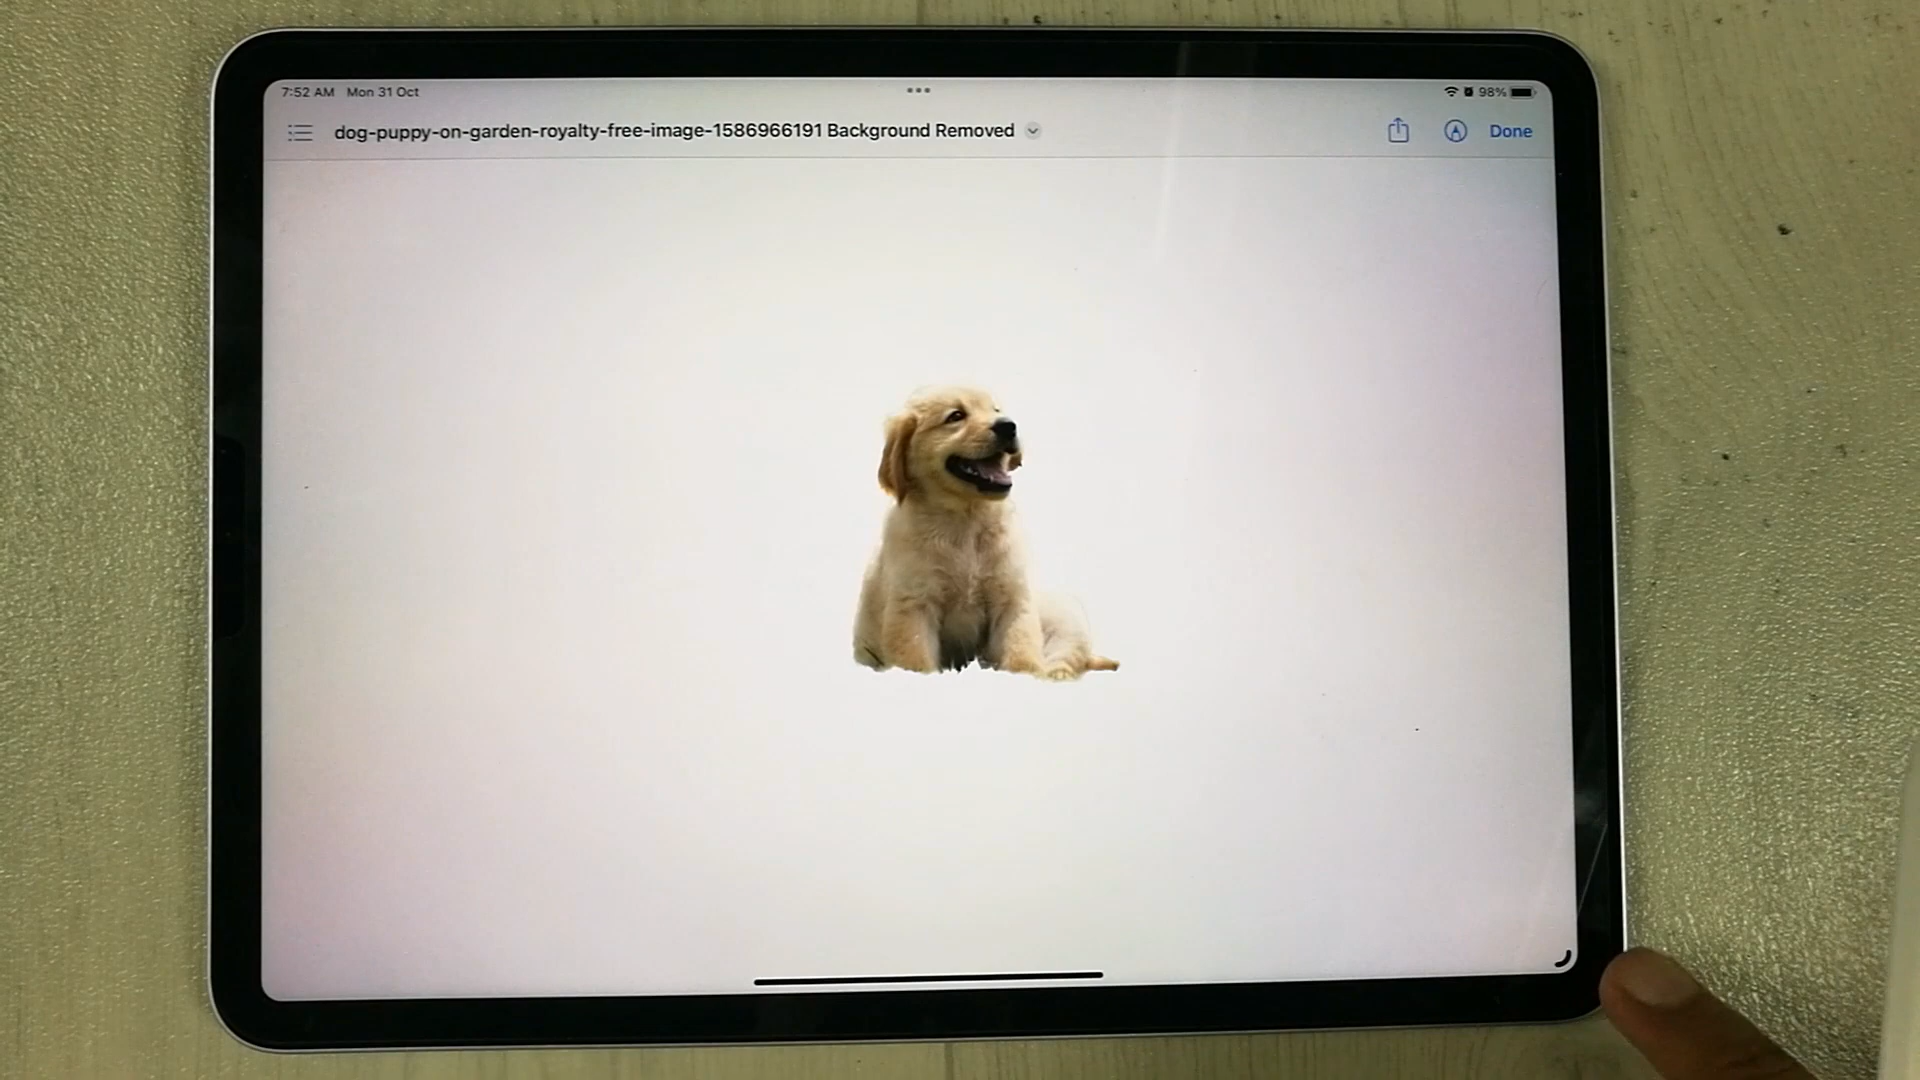 7:52 AM Mon 31 Oct
98%
dog-puppy-on-garden-royalty-free-image-1586966191 Background Removed
Done